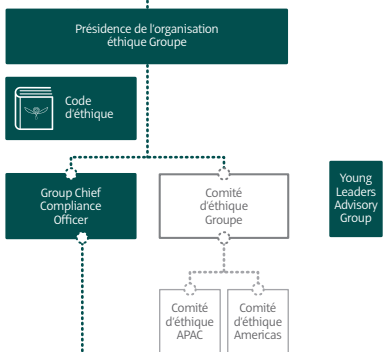 Présidence de l'organisation
éthique Groupe
Code
d'éthique
Group Chief
Compliance
Officer
Comité
d'éthique
Groupe
Young
Leaders
Advisory
Group
Comité
d'éthique
APAC
Comité
d'éthique
Americas